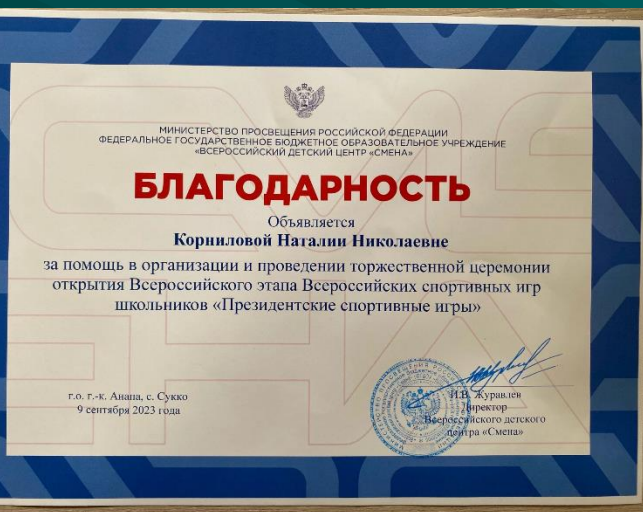 МИНИСТЕРСТВО ПРОСВЕЩЕНИЯ РОССИЙСКОЙ ФЕДЕРАЦИИ
ФЕДЕРАЛЬНОЕ ГОСУДАРСТВЕННОЕ БЮДЖЕТНОЕ ОБРАЗОВАТЕЛЬНОЕ УЧРЕЖДЕНИЕ
«ВСЕРОССИЙСКИЙ ДЕТСКИЙ ЦЕНТР «СМЕНА»
БЛАГОДАРНОСТЬ
Объявляется
Корниловой Наталии Николаевне
за помощь в организации и проведении торжественной церемонии
открытия Всероссийского этапа Всероссийских спортивных игр
школьников «Президентские спортивные игры»
г.о. г.-к. Анапа, с. Сукко
9 сентября 2023 года
И.В. Журавлев
Директор
Всероссийского детского
центра «Смена»